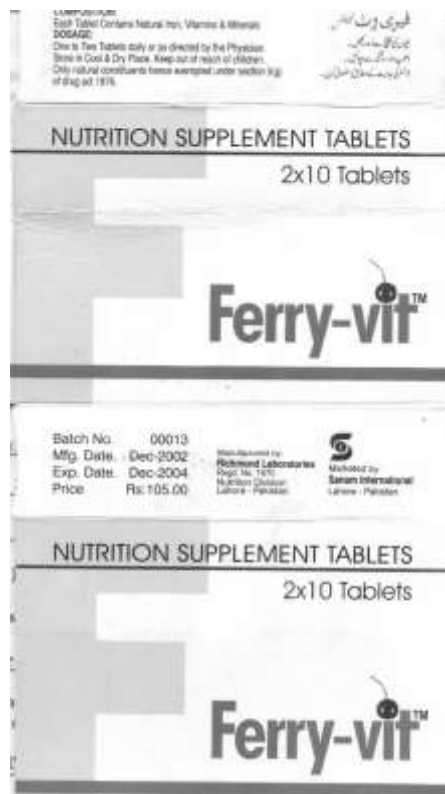 COMPOSITION:
Each Tablet Contains Natural Iron, Vitamins & Minerals
DOSAGE:
One to Two Tablets daily or as directed by the Physician.
Store in Cool & Dry Place. Keep out of reach of children.
Only natural constituents hence exempted under section (kg)
of drug act 1976.
NUTRITION SUPPLEMENT TABLETS
2x10 Tablets
Ferry-vit™
Batch No. 00013
Mfg. Date. Dec-2002
Exp. Date. Dec-2004
Price Rs: 105.00
Manufactured by:
Richmond Laboratories
Regd. No. 1670
Nutrition Division
Lahore - Pakistan
Marketed by
Sanam International
Lahore - Pakistan
NUTRITION SUPPLEMENT TABLETS
2x10 Tablets
Ferry-vit™